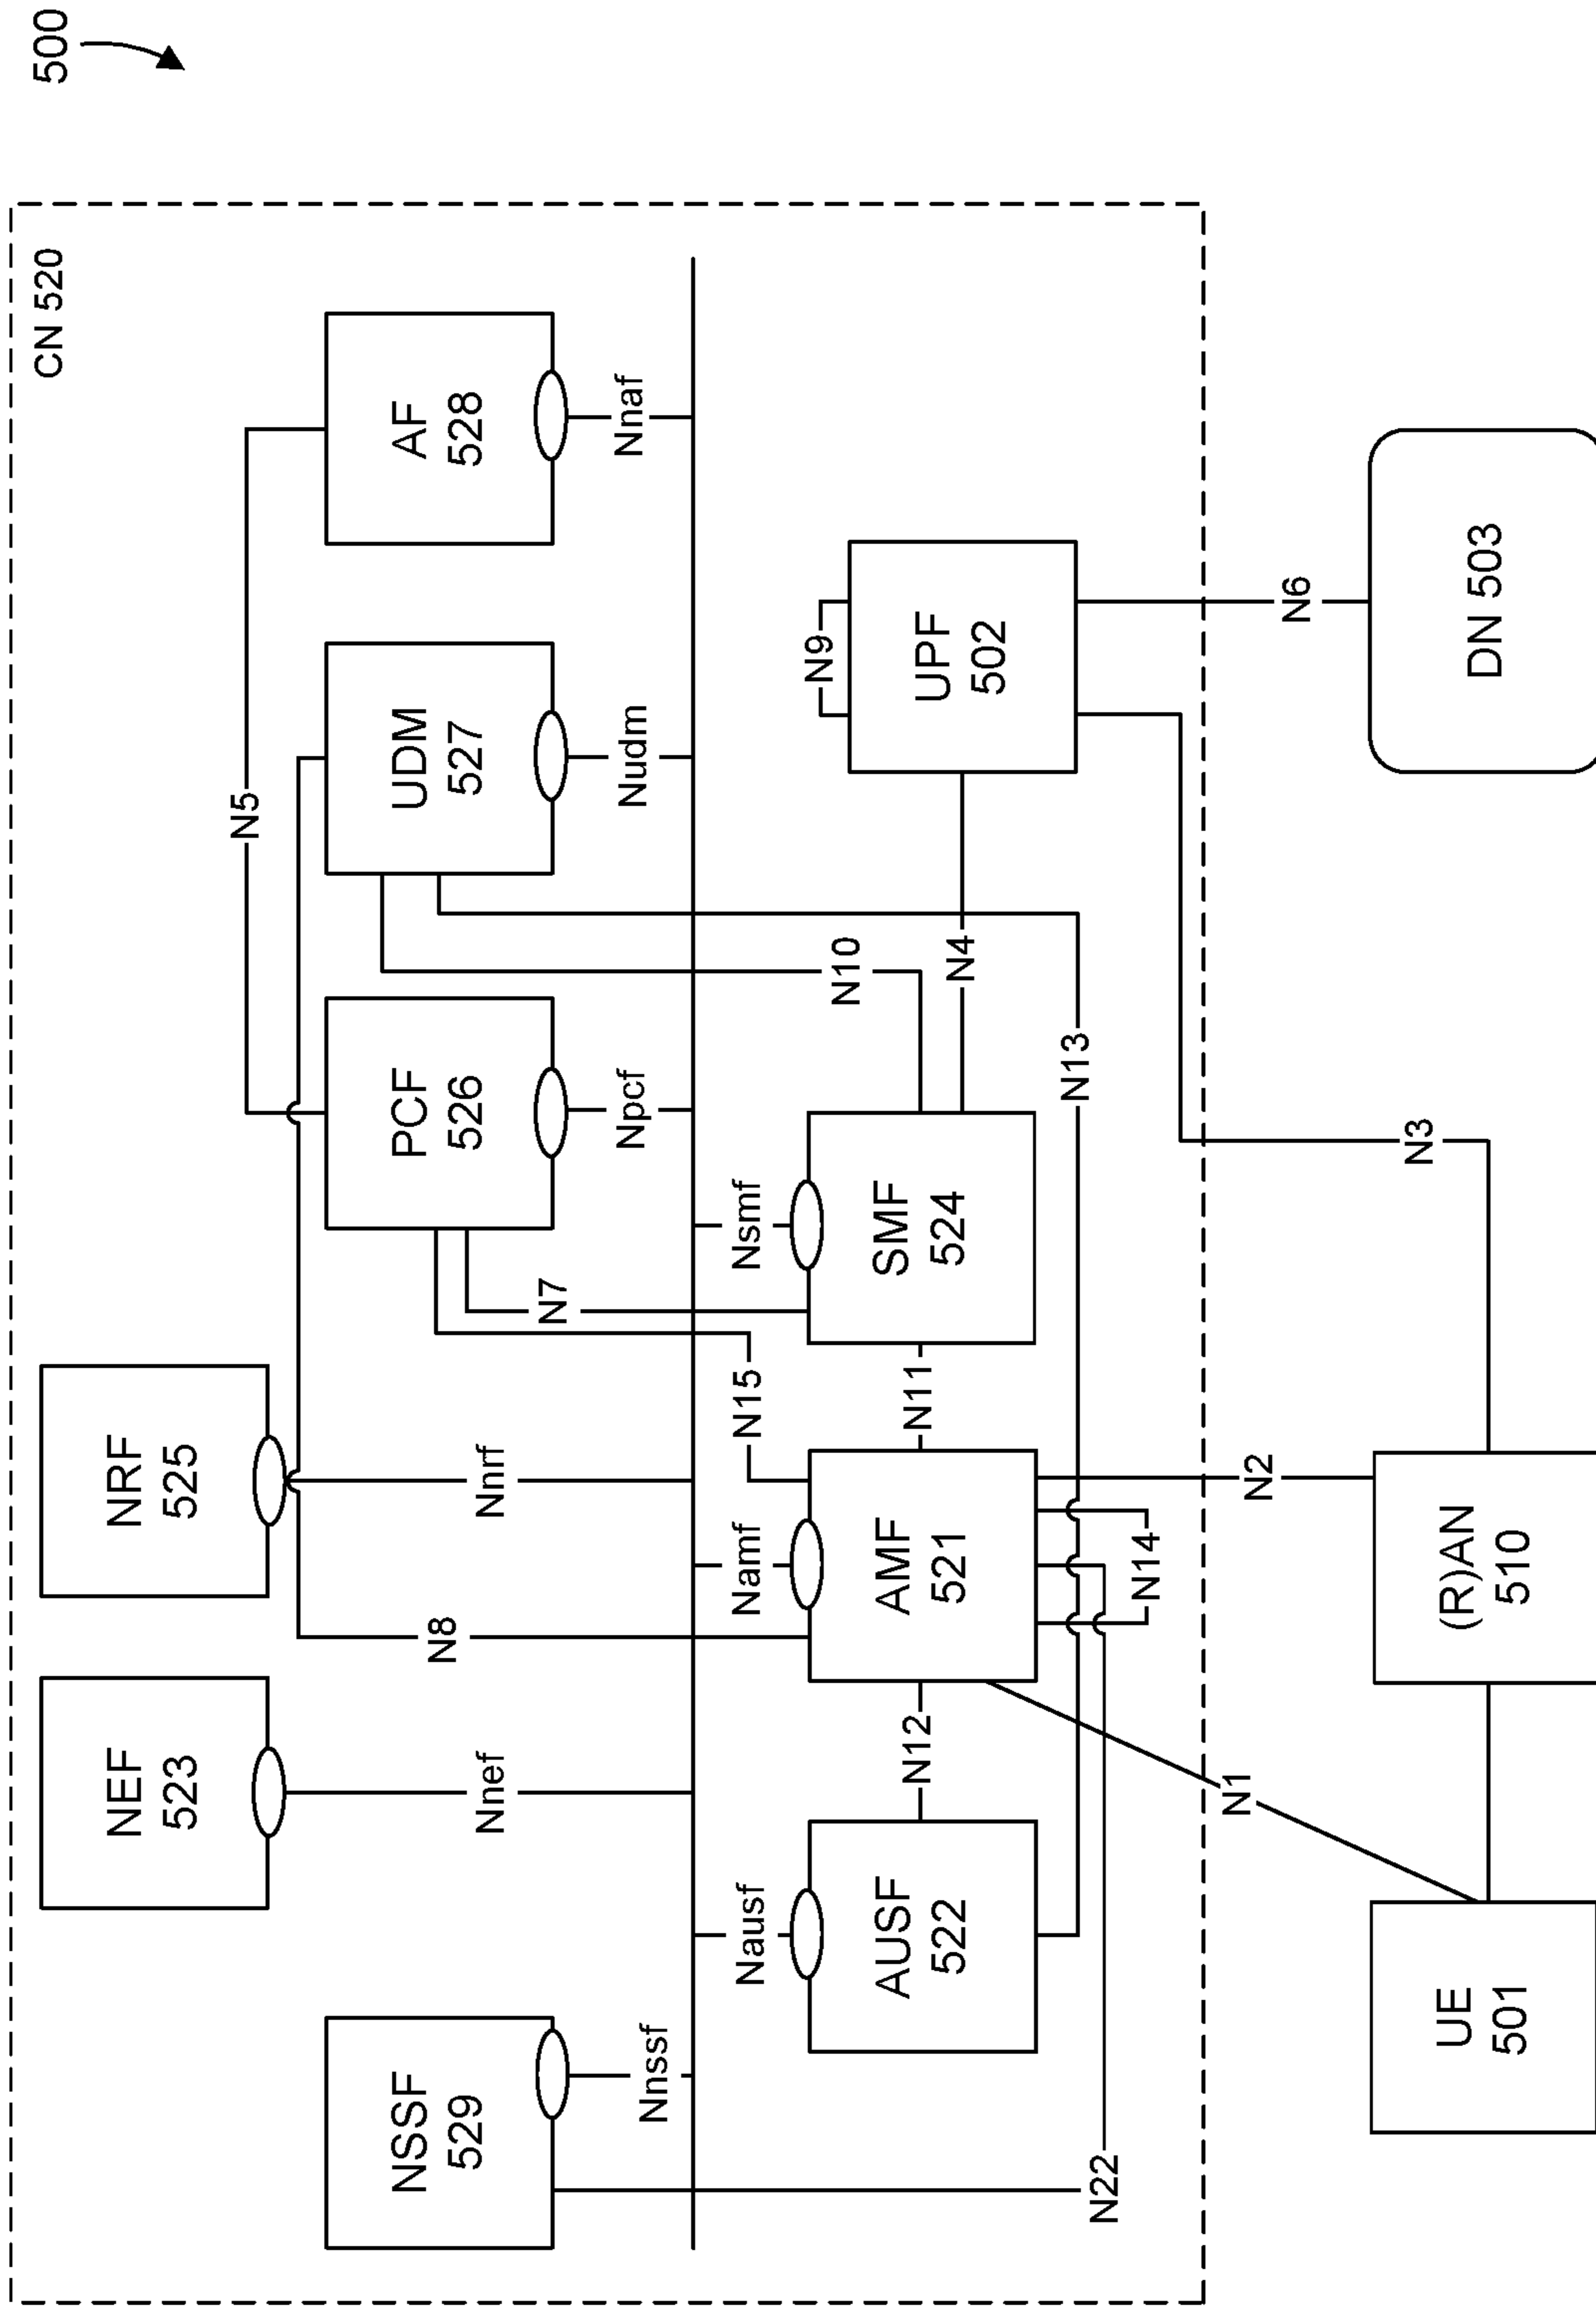 500
CN 520
NEF
523
NRF
525
N5
N8
NSSF
529
PCF
526
UDM
527
AF
528
Nnef
Nnrf
N7
Nnssf
Npcf
Nudm
Nnaf
Nausf
Namf
N15
Nsmf
N10
N9
AUSF
522
N12
AMF
521
N11
SMF
524
N4
UPF
502
N13
N22
N14
N1
N2
N6
N3
UE
501
(R)AN
510
DN 503